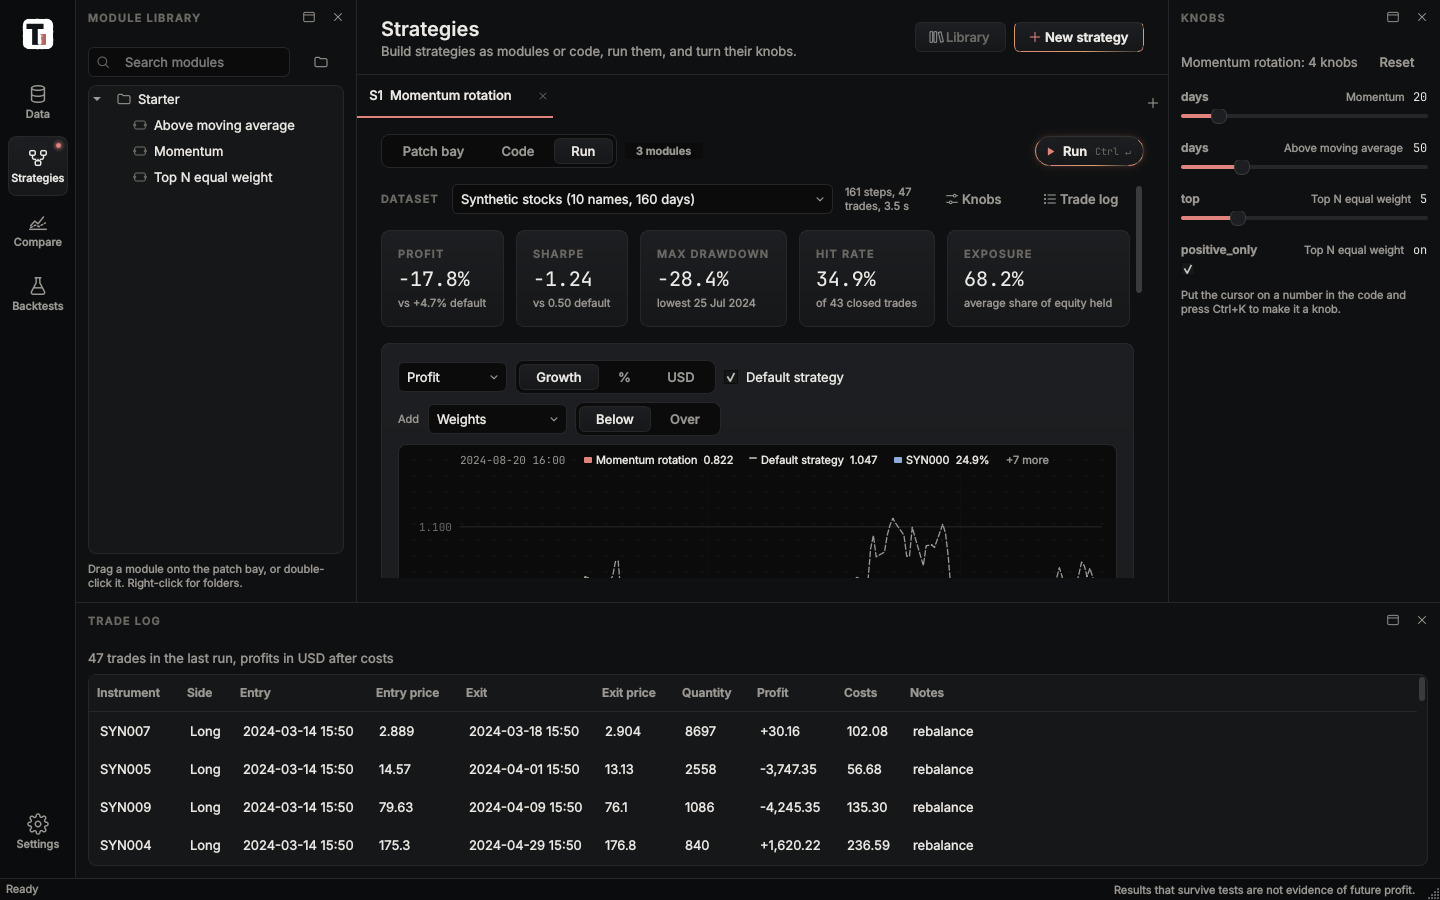 MODULE LIBRARY
Search modules
Starter
Above moving average
Momentum
Top N equal weight
Drag a module onto the patch bay, or double-
click it. Right-click for folders.
Data
Strategies
Compare
Backtests
Settings
Strategies
Build strategies as modules or code, run them, and turn their knobs.
Library
+ New strategy
S1 Momentum rotation
Patch bay
Code
Run
3 modules
Run Ctrl ↵
DATASET
Synthetic stocks (10 names, 160 days)
161 steps, 47
trades, 3.5 s
Knobs
Trade log
PROFIT
-17.8%
vs +4.7% default
SHARPE
-1.24
vs 0.50 default
MAX DRAWDOWN
-28.4%
lowest 25 Jul 2024
HIT RATE
34.9%
of 43 closed trades
EXPOSURE
68.2%
average share of equity held
Profit
Growth
%
USD
Default strategy
Add
Weights
Below
Over
2024-08-20 16:00 Momentum rotation 0.822 Default strategy 1.047 SYN000 24.9% +7 more
1.100
KNOBS
Momentum rotation: 4 knobs
Reset
days Momentum 20
days Above moving average 50
top Top N equal weight 5
positive_only Top N equal weight on
Put the cursor on a number in the code and
press Ctrl+K to make it a knob.
TRADE LOG
47 trades in the last run, profits in USD after costs
Instrument Side Entry Entry price Exit Exit price Quantity Profit Costs Notes
SYN007 Long 2024-03-14 15:50 2.889 2024-03-18 15:50 2.904 8697 +30.16 102.08 rebalance
SYN005 Long 2024-03-14 15:50 14.57 2024-04-01 15:50 13.13 2558 -3,747.35 56.68 rebalance
SYN009 Long 2024-03-14 15:50 79.63 2024-04-09 15:50 76.1 1086 -4,245.35 135.30 rebalance
SYN004 Long 2024-03-14 15:50 175.3 2024-04-29 15:50 176.8 840 +1,620.22 236.59 rebalance
Ready
Results that survive tests are not evidence of future profit.